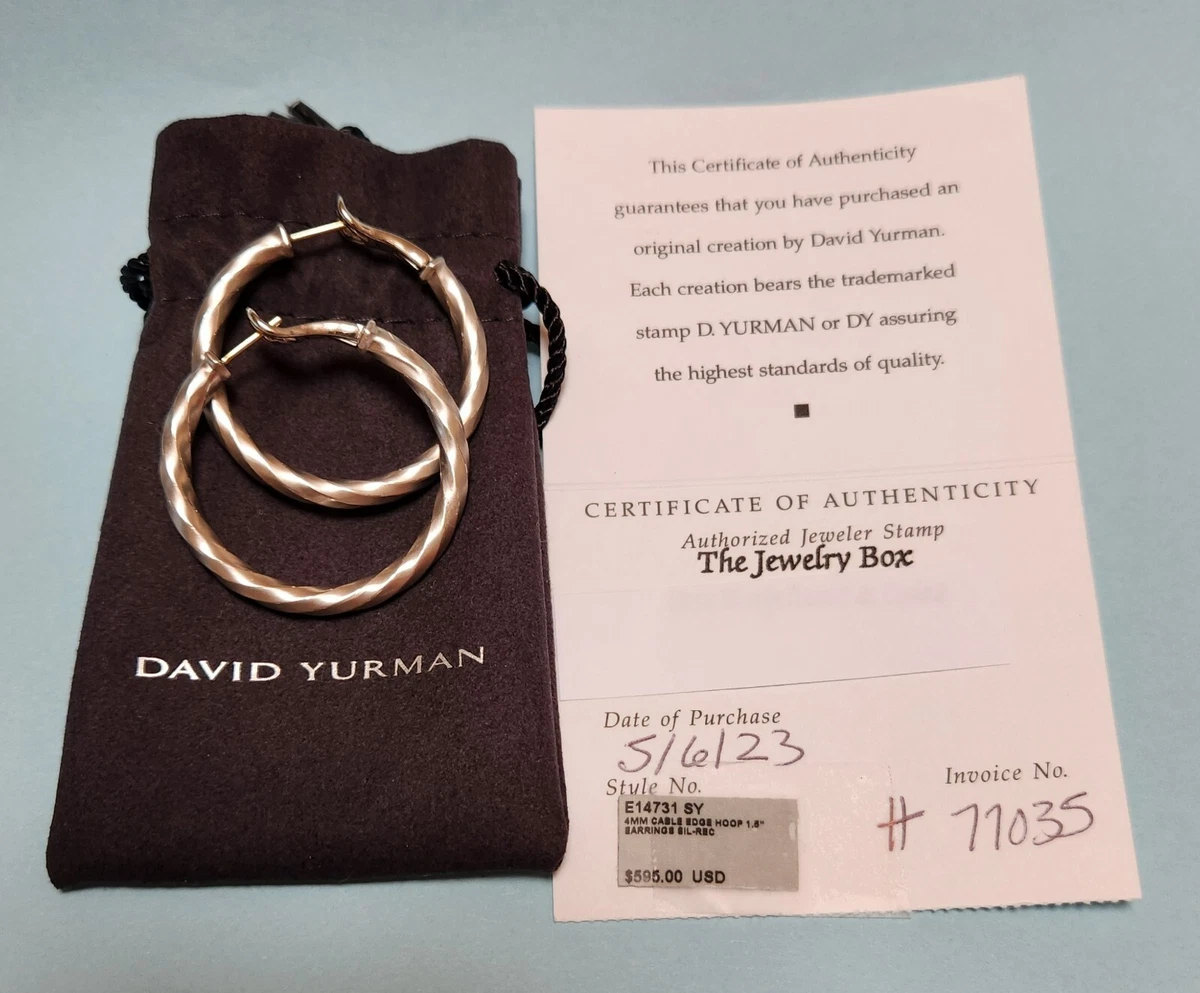 DAVID YURMAN
This Certificate of Authenticity
guarantees that you have purchased an
original creation by David Yurman.
Each creation bears the trademarked
stamp D. YURMAN or DY assuring
the highest standards of quality.
CERTIFICATE OF AUTHENTICITY
Authorized Jeweler Stamp
The Jewelry Box
Date of Purchase
5/6/23
Style No.
E14731 SY
4MM CABLE EDGE HOOP 1.5"
EARRINGS SIL-REC
$595.00 USD
Invoice No.
# 77035